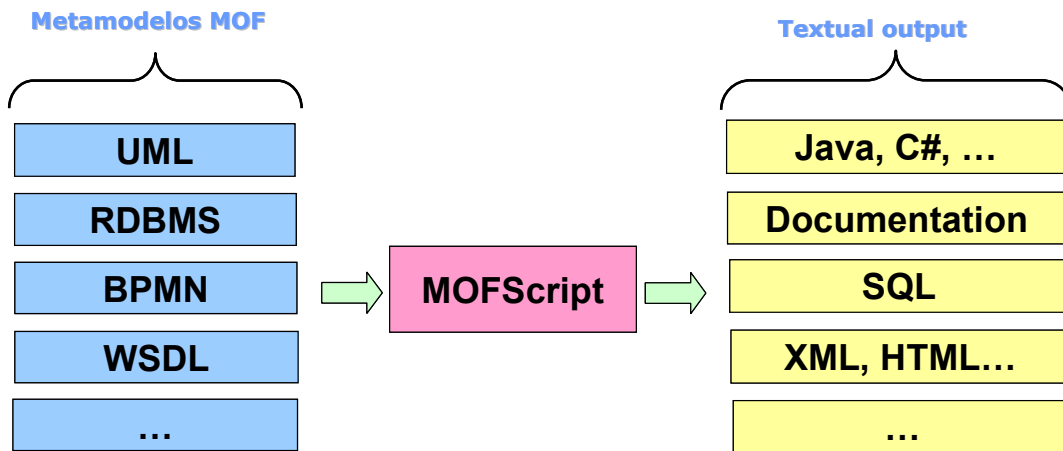 Metamodelos MOF
UML
RDBMS
BPMN
WSDL
…
MOFScript
Textual output
Java, C#, …
Documentation
SQL
XML, HTML…
…